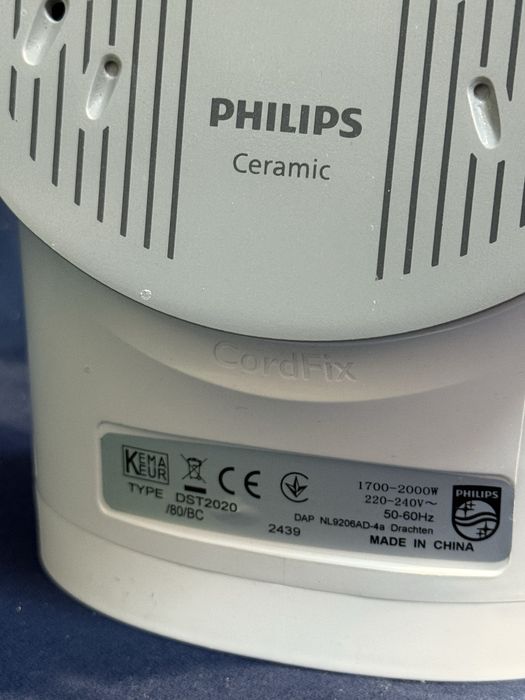 PHILIPS
Ceramic
CordFix
KEMA
KEUR
CE
1700-2000W
220-240V~
50-60Hz
PHILIPS
TYPE DST2020
/80/BC
DAP NL9206AD-4a Drachten
2439
MADE IN CHINA